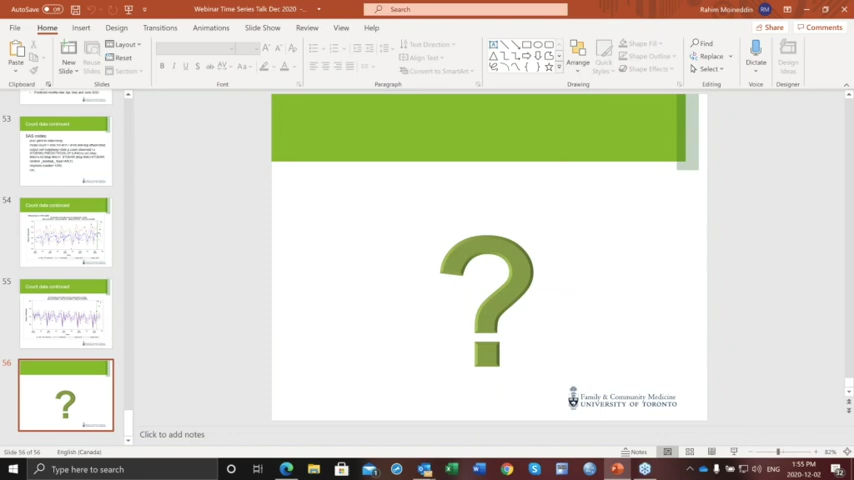 AutoSave Off
Webinar Time Series Talk Dec 2020 -...
Search
Rahim Moineddin RM
File Home Insert Design Transitions Animations Slide Show Review View Help
Share Comments
Paste
New Slide
Reuse Slides
Layout
Reset
Section
Text Direction
Align Text
Convert to SmartArt
Arrange
Quick Styles
Shape Fill
Shape Outline
Shape Effects
Find
Replace
Select
Dictate
Design Ideas
Clipboard Slides Font Paragraph Drawing Editing Voice Designer
53
Count data continued
SAS notes
54
Count data continued
55
Count data continued
56
?
?
Family & Community Medicine
UNIVERSITY OF TORONTO
Click to add notes
Slide 56 of 56 English (Canada) Notes 82%
Type here to search
ENG
1:55 PM
2020-12-02